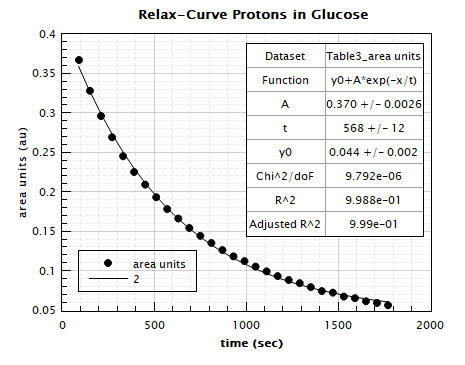 Relax-Curve Protons in Glucose
0.4
0.35
0.3
0.25
0.2
0.15
0.1
0.05
area units (au)
Dataset Table3_area units
Function y0+A*exp(-x/t)
A 0.370 +/- 0.0026
t 568 +/- 12
y0 0.044 +/- 0.002
Chi^2/doF 9.792e-06
R^2 9.988e-01
Adjusted R^2 9.99e-01
area units
2
0 500 1000 1500 2000
time (sec)